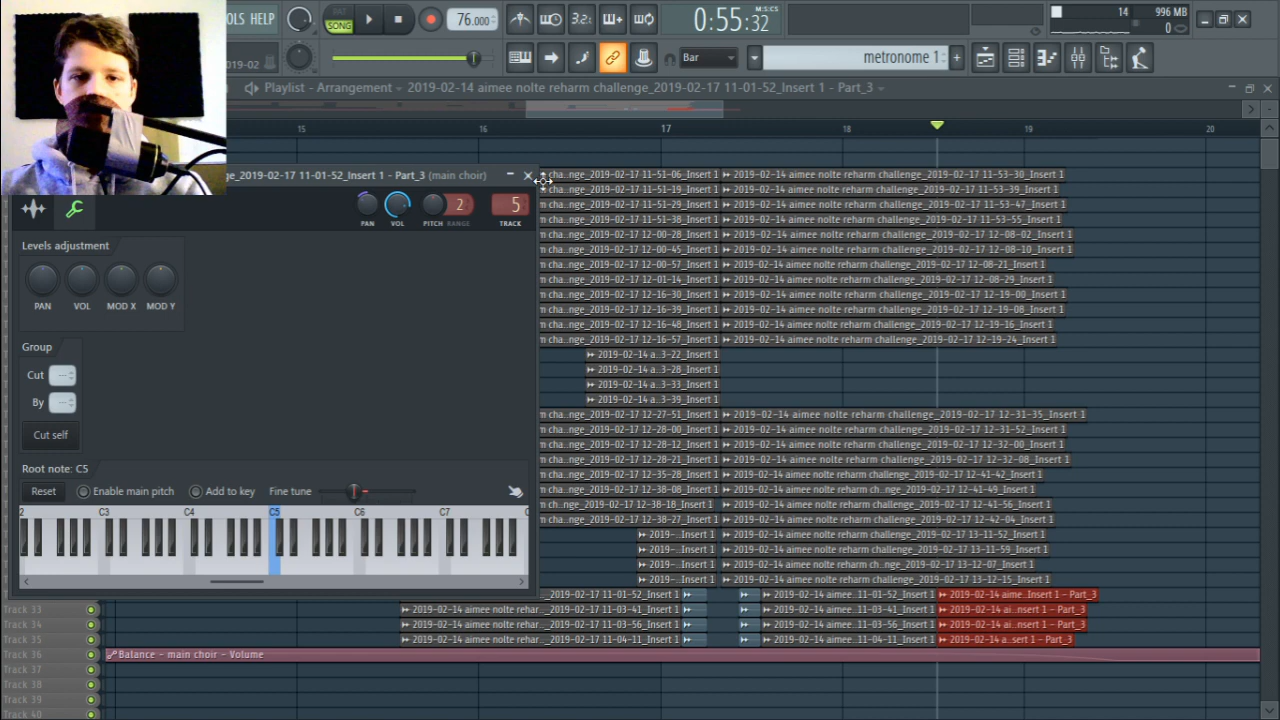 OOLS HELP
PAT
SONG
76.000
3.2:
0:55:32
M:S:CS
14
996 MB
0
2019-02
Bar
metronome 1
Playlist - Arrangement
2019-02-14 aimee nolte reharm challenge_2019-02-17 11-01-52_Insert 1 - Part_3
15
16
17
18
19
20
ge_2019-02-17 11-01-52_Insert 1 - Part_3 (main choir)
PAN
VOL
PITCH
RANGE
2
5
TRACK
Levels adjustment
PAN
VOL
MOD X
MOD Y
Group
Cut
By
Cut self
Root note: C5
Reset
Enable main pitch
Add to key
Fine tune
2
C3
C4
C5
C6
C7
cha..nge_2019-02-17 11-51-06_Insert 1
2019-02-14 aimee nolte reharm challenge_2019-02-17 11-53-30_Insert 1
cha..nge_2019-02-17 11-51-19_Insert 1
2019-02-14 aimee nolte reharm challenge_2019-02-17 11-53-39_Insert 1
cha..nge_2019-02-17 11-51-29_Insert 1
2019-02-14 aimee nolte reharm challenge_2019-02-17 11-53-47_Insert 1
cha..nge_2019-02-17 11-51-38_Insert 1
2019-02-14 aimee nolte reharm challenge_2019-02-17 11-53-55_Insert 1
m cha..nge_2019-02-17 12-00-28_Insert 1
2019-02-14 aimee nolte reharm challenge_2019-02-17 12-08-02_Insert 1
m cha..nge_2019-02-17 12-00-45_Insert 1
2019-02-14 aimee nolte reharm challenge_2019-02-17 12-08-10_Insert 1
m cha..nge_2019-02-17 12-00-57_Insert 1
2019-02-14 aimee nolte reharm challenge_2019-02-17 12-08-21_Insert 1
m cha..nge_2019-02-17 12-01-14_Insert 1
2019-02-14 aimee nolte reharm challenge_2019-02-17 12-08-29_Insert 1
m cha..nge_2019-02-17 12-16-30_Insert 1
2019-02-14 aimee nolte reharm challenge_2019-02-17 12-19-00_Insert 1
m cha..nge_2019-02-17 12-16-39_Insert 1
2019-02-14 aimee nolte reharm challenge_2019-02-17 12-19-08_Insert 1
m cha..nge_2019-02-17 12-16-48_Insert 1
2019-02-14 aimee nolte reharm challenge_2019-02-17 12-19-16_Insert 1
m cha..nge_2019-02-17 12-16-57_Insert 1
2019-02-14 aimee nolte reharm challenge_2019-02-17 12-19-24_Insert 1
2019-02-14 a..3-22_Insert 1
2019-02-14 a..3-28_Insert 1
2019-02-14 a..3-33_Insert 1
2019-02-14 a..3-39_Insert 1
m cha..nge_2019-02-17 12-27-51_Insert 1
2019-02-14 aimee nolte reharm challenge_2019-02-17 12-31-35_Insert 1
m cha..nge_2019-02-17 12-28-00_Insert 1
2019-02-14 aimee nolte reharm challenge_2019-02-17 12-31-52_Insert 1
m cha..nge_2019-02-17 12-28-12_Insert 1
2019-02-14 aimee nolte reharm challenge_2019-02-17 12-32-00_Insert 1
m cha..nge_2019-02-17 12-28-21_Insert 1
2019-02-14 aimee nolte reharm challenge_2019-02-17 12-32-08_Insert 1
m cha..nge_2019-02-17 12-35-28_Insert 1
2019-02-14 aimee nolte reharm challenge_2019-02-17 12-41-42_Insert 1
m cha..nge_2019-02-17 12-38-08_Insert 1
2019-02-14 aimee nolte reharm ch..nge_2019-02-17 12-41-49_Insert 1
m ch..nge_2019-02-17 12-38-18_Insert 1
2019-02-14 aimee nolte reharm challenge_2019-02-17 12-41-56_Insert 1
m cha..nge_2019-02-17 12-38-27_Insert 1
2019-02-14 aimee nolte reharm challenge_2019-02-17 12-42-04_Insert 1
2019-..Insert 1
2019-02-14 aimee nolte reharm challenge_2019-02-17 13-11-52_Insert 1
2019-..Insert 1
2019-02-14 aimee nolte reharm challenge_2019-02-17 13-11-59_Insert 1
2019-..Insert 1
2019-02-14 aimee nolte reharm ch..nge_2019-02-17 13-12-07_Insert 1
2019-..Insert 1
2019-02-14 aimee nolte reharm challenge_2019-02-17 13-12-15_Insert 1
_2019-02-17 11-01-52_Insert 1
2019-02-14 aimee..11-01-52_Insert 1
2019-02-14 aime..Insert 1 - Part_3
Track 33
2019-02-14 aimee nolte rehar.._2019-02-17 11-03-41_Insert 1
2019-02-14 aimee..11-03-41_Insert 1
2019-02-14 ai..nsert 1 - Part_3
Track 34
2019-02-14 aimee nolte rehar.._2019-02-17 11-03-56_Insert 1
2019-02-14 aimee..11-03-56_Insert 1
2019-02-14 ai..nsert 1 - Part_3
Track 35
2019-02-14 aimee nolte rehar.._2019-02-17 11-04-11_Insert 1
2019-02-14 aimee..11-04-11_Insert 1
2019-02-14 a..sert 1 - Part_3
Track 36
Balance - main choir - Volume
Track 37
Track 38
Track 39
Track 40